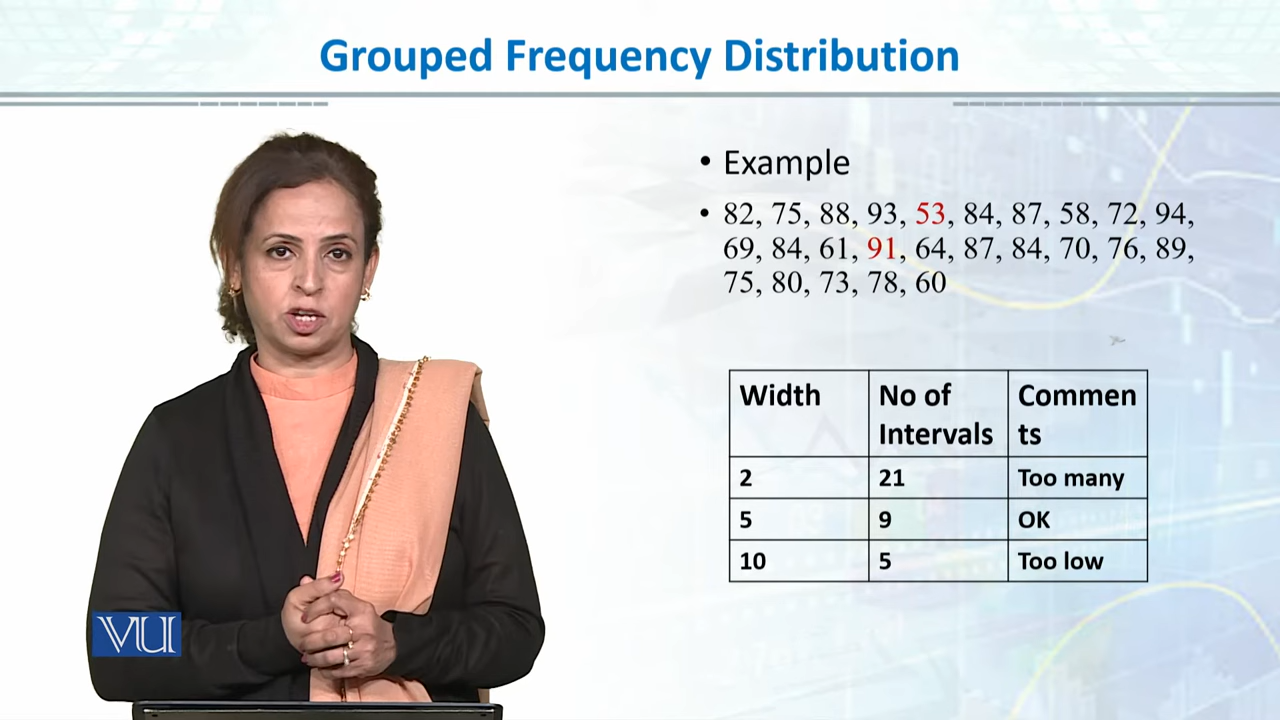 Grouped Frequency Distribution
• Example
• 82, 75, 88, 93, 53, 84, 87, 58, 72, 94,
69, 84, 61, 91, 64, 87, 84, 70, 76, 89,
75, 80, 73, 78, 60
Width No of Intervals Commen ts
2 21 Too many
5 9 OK
10 5 Too low
VU